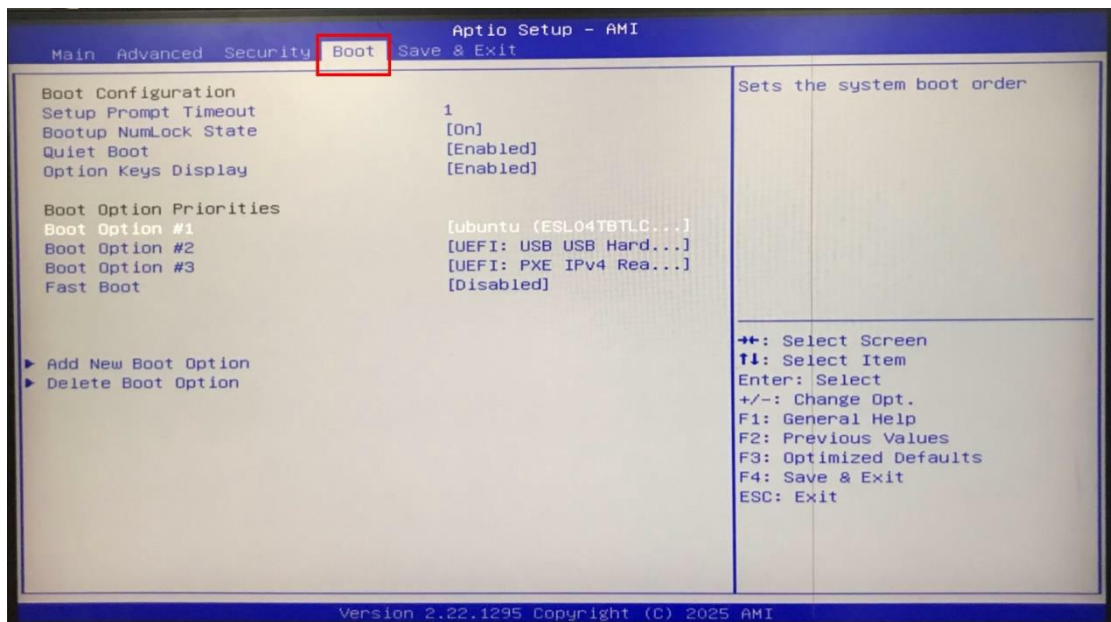 Aptio Setup – AMI
Main Advanced Security Boot Save & Exit
Boot Configuration
Setup Prompt Timeout 1
Bootup NumLock State [On]
Quiet Boot [Enabled]
Option Keys Display [Enabled]
Boot Option Priorities
Boot Option #1 [ubuntu (ESL04TBTLC...]
Boot Option #2 [UEFI: USB USB Hard...]
Boot Option #3 [UEFI: PXE IPv4 Rea...]
Fast Boot [Disabled]
▶ Add New Boot Option
▶ Delete Boot Option
Sets the system boot order
→←: Select Screen
↑↓: Select Item
Enter: Select
+/-: Change Opt.
F1: General Help
F2: Previous Values
F3: Optimized Defaults
F4: Save & Exit
ESC: Exit
Version 2.22.1295 Copyright (C) 2025 AMI